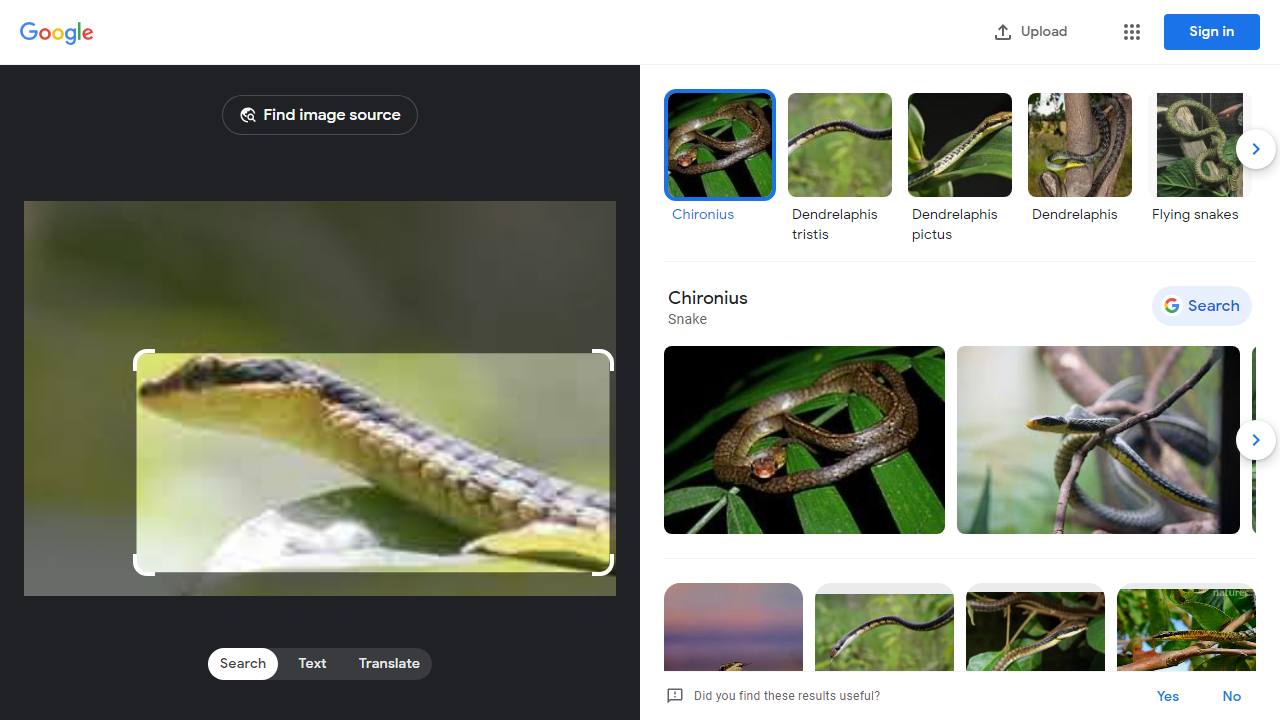 Google
Upload
Sign in
Find image source
Chironius
Dendrelaphis
tristis
Dendrelaphis
pictus
Dendrelaphis
Flying snakes
Chironius
Snake
Search
Search
Text
Translate
Did you find these results useful?
Yes
No